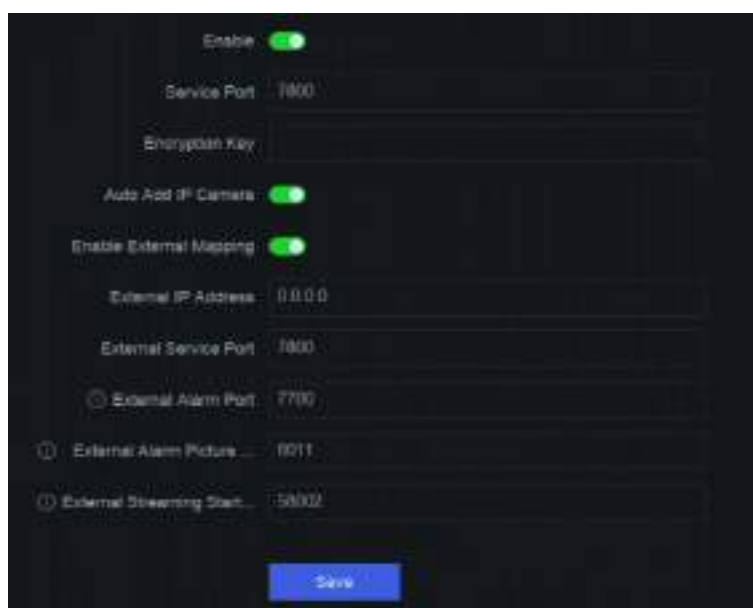 Enable
Service Port 7800
Encryption Key
Auto Add IP Camera
Enable External Mapping
External IP Address 0.0.0.0
External Service Port 7800
External Alarm Port 7700
External Alarm Picture ...
External Streaming Start...
Save